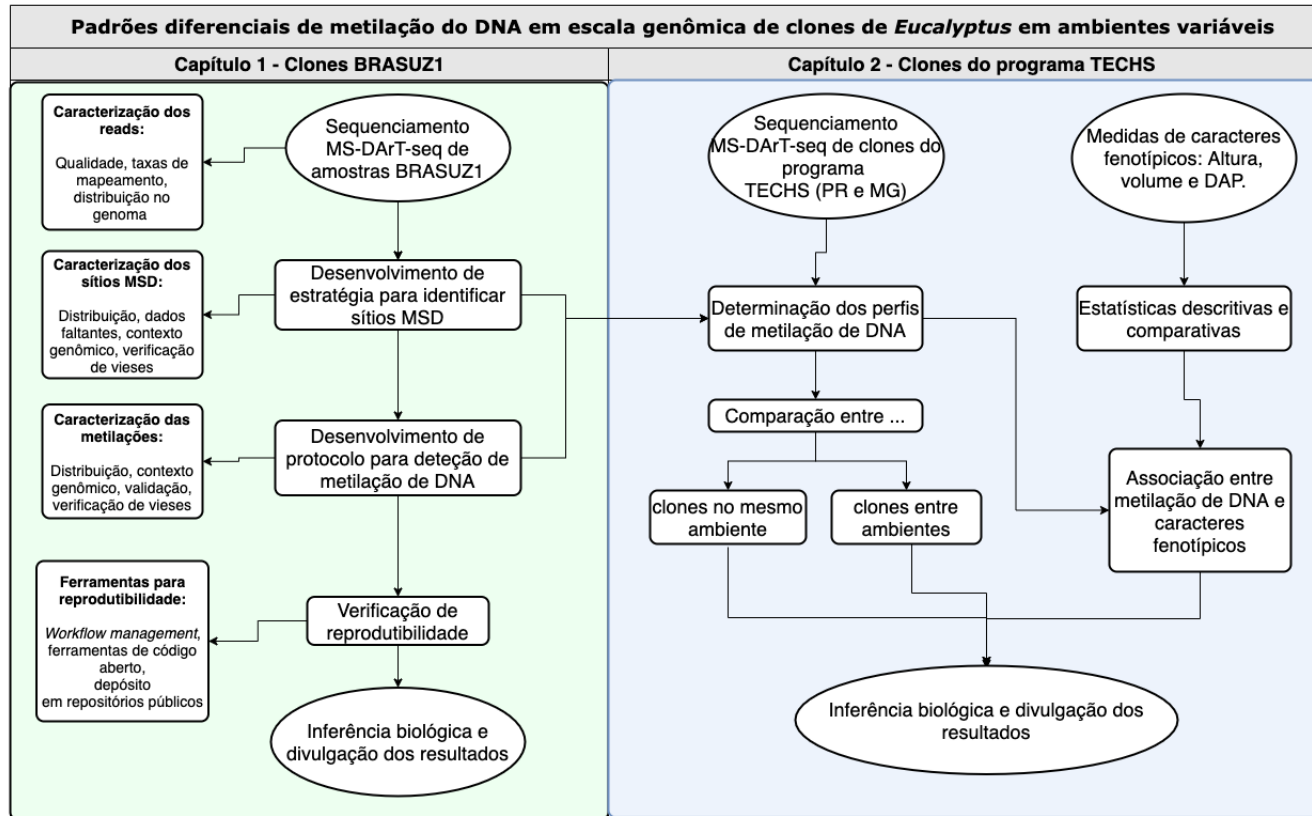 Padrões diferenciais de metilação do DNA em escala genômica de clones de Eucalyptus em ambientes variáveis
Capítulo 1 - Clones BRASUZ1
Caracterização dos
reads:
Qualidade, taxas de
mapeamento,
distribuição no
genoma
Sequenciamento
MS-DArT-seq de
amostras BRASUZ1
Caracterização dos
sítios MSD:
Distribuição, dados
faltantes, contexto
genômico, verificação
de vieses
Desenvolvimento de
estratégia para identificar
sítios MSD
Caracterização das
metilações:
Distribuição, contexto
genômico, validação,
verificação de vieses
Desenvolvimento de
protocolo para deteção de
metilação de DNA
Ferramentas para
reprodutibilidade:
Workflow management,
ferramentas de código
aberto,
depósito
em repositórios públicos
Verificação de
reprodutibilidade
Inferência biológica e
divulgação dos resultados
Capítulo 2 - Clones do programa TECHS
Sequenciamento
MS-DArT-seq de clones do
programa
TECHS (PR e MG)
Medidas de caracteres
fenotípicos: Altura,
volume e DAP.
Determinação dos perfis
de metilação de DNA
Estatísticas descritivas e
comparativas
Comparação entre ...
clones no mesmo
ambiente
clones entre
ambientes
Associação entre
metilação de DNA e
caracteres
fenotípicos
Inferência biológica e divulgação dos
resultados